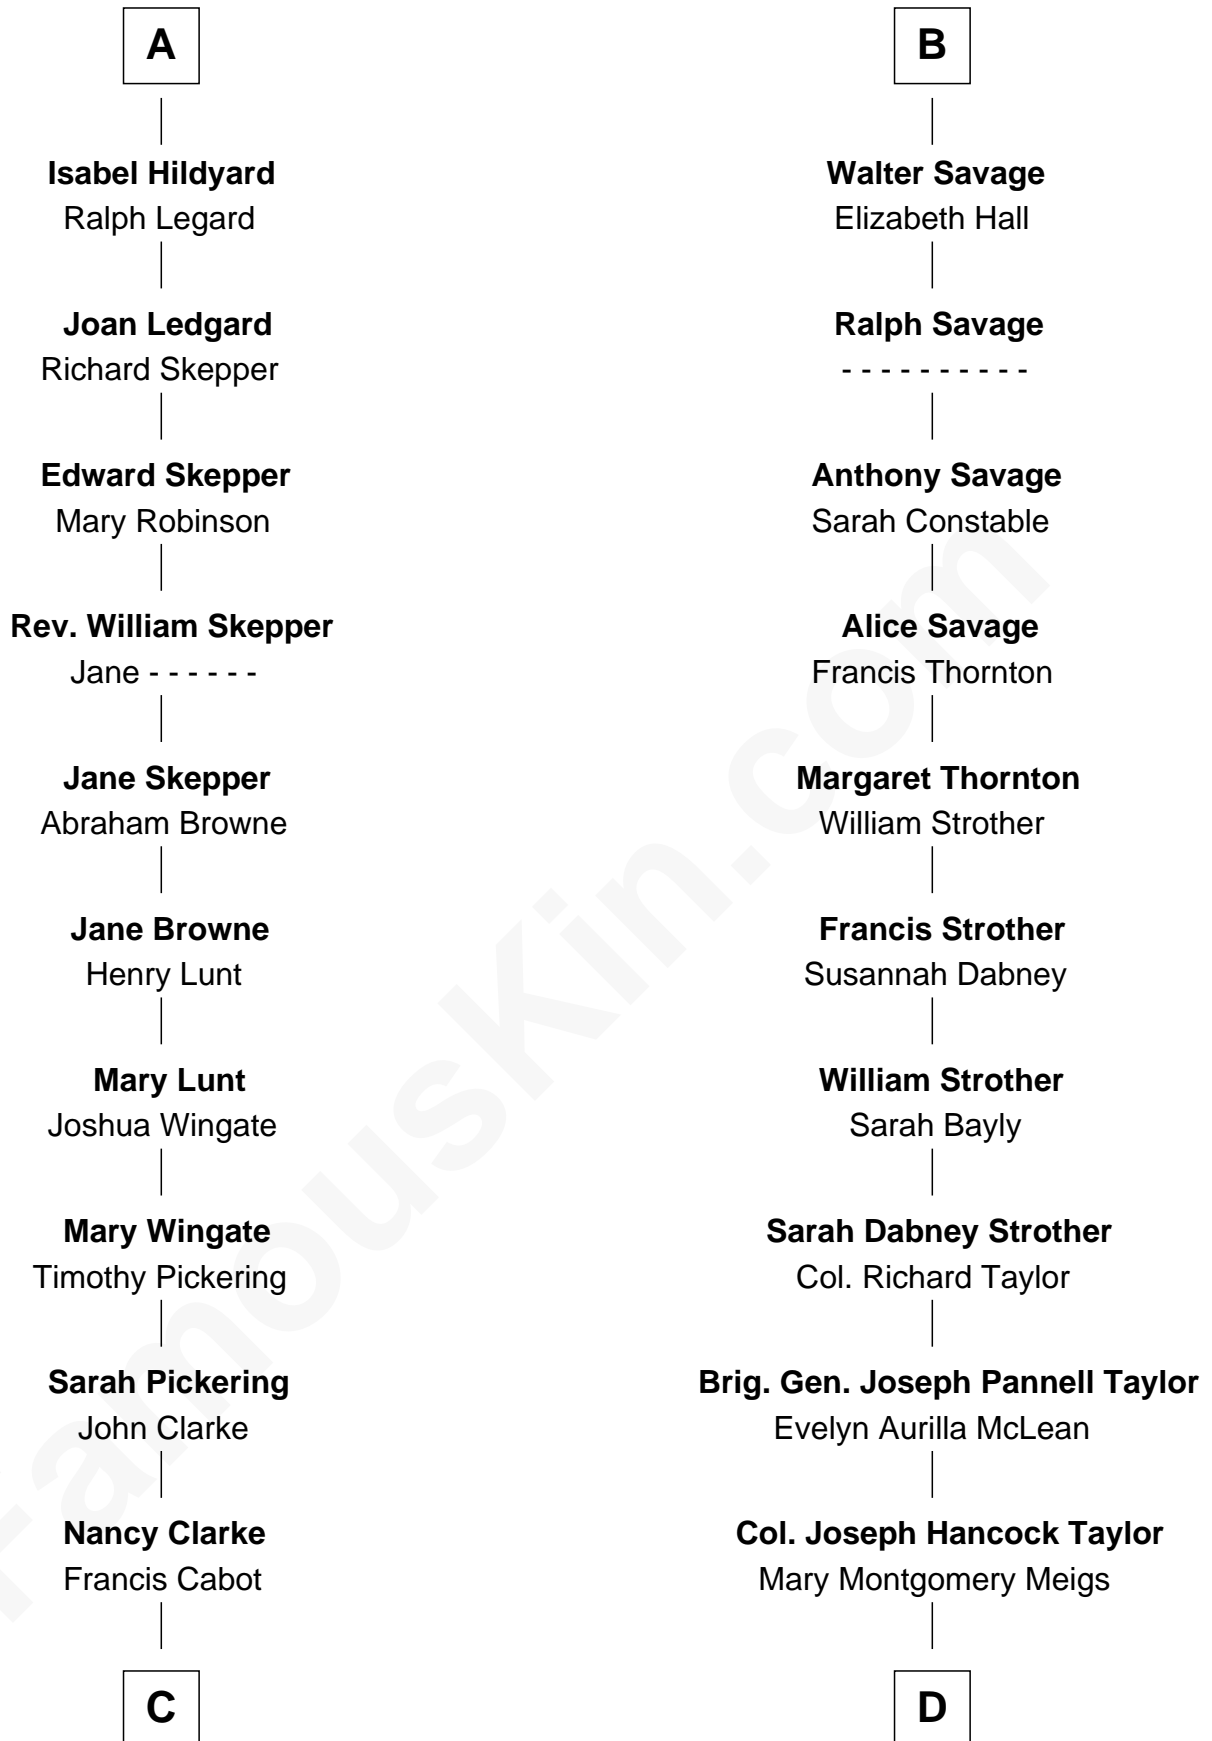 A
Isabel Hildyard
Ralph Legard
Joan Ledgard
Richard Skepper
Edward Skepper
Mary Robinson
Rev. William Skepper
Jane - - - - - -
Jane Skepper
Abraham Browne
Jane Browne
Henry Lunt
Mary Lunt
Joshua Wingate
Mary Wingate
Timothy Pickering
Sarah Pickering
John Clarke
Nancy Clarke
Francis Cabot
C
B
Walter Savage
Elizabeth Hall
Ralph Savage
- - - - - - - - - -
Anthony Savage
Sarah Constable
Alice Savage
Francis Thornton
Margaret Thornton
William Strother
Francis Strother
Susannah Dabney
William Strother
Sarah Bayly
Sarah Dabney Strother
Col. Richard Taylor
Brig. Gen. Joseph Pannell Taylor
Evelyn Aurilla McLean
Col. Joseph Hancock Taylor
Mary Montgomery Meigs
D
FamousKin.com